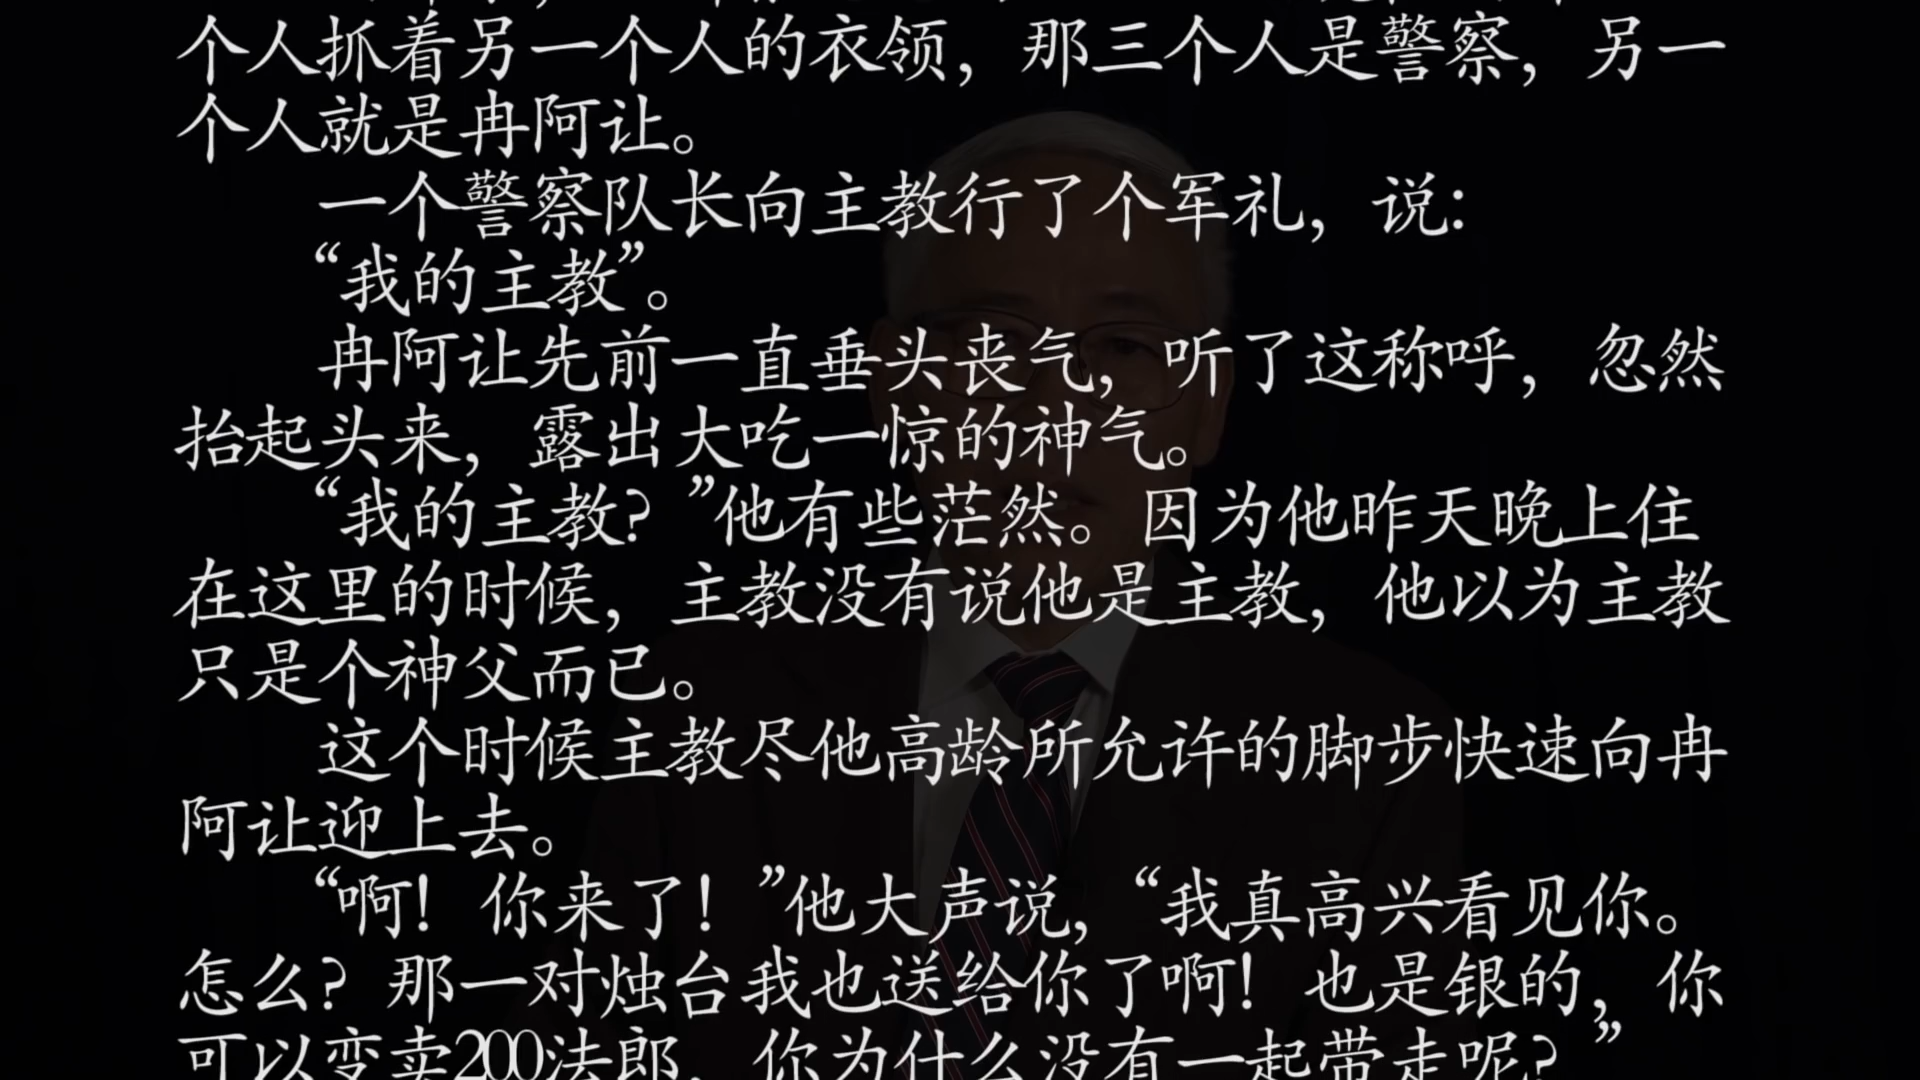 个人抓着另一个人的衣领，那三个人是警察，另一
个人就是冉阿让。
一个警察队长向主教行了个军礼，说：
“我的主教”。
冉阿让先前一直垂头丧气，听了这称呼，忽然
抬起头来，露出大吃一惊的神气。
“我的主教？”他有些茫然。因为他昨天晚上住
在这里的时候，主教没有说他是主教，他以为主教
只是个神父而已。
这个时候主教尽他高龄所允许的脚步快速向冉
阿让迎上去。
“啊！你来了！”他大声说，“我真高兴看见你。
怎么？那一对烛台我也送给你了啊！也是银的，你
可以变卖200法郎，你为什么没有一起带走呢？”